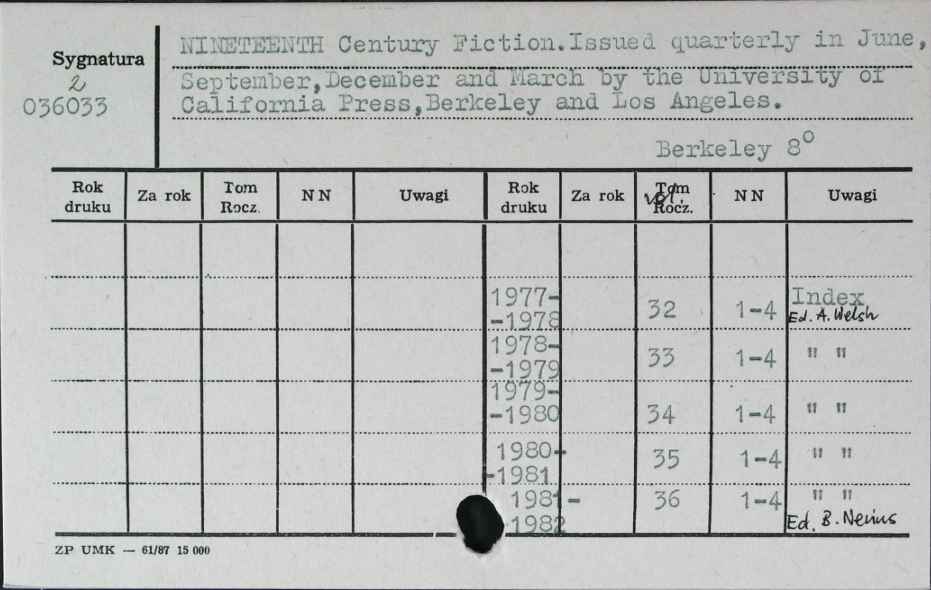 NINETEENTH Century Fiction.Issued quarterly in June,
Sygnatura
2
September,December and March by the University of
036033
California Press,Berkeley and Los Angeles.
Berkeley 8º
Rok druku Za rok Tom Rocz. NN Uwagi Rok druku Za rok Tom Rocz. vol. NN Uwagi
1977- Index
-1978 32 1-4 Ed. A. Welsh
1978-
-1979 33 1-4 " "
1979-
-1980 34 1-4 " "
1980-
-1981 35 1-4 " "
1981- 36 1-4 " "
1982 Ed. B. Nevius
ZP UMK — 61/87 15 000